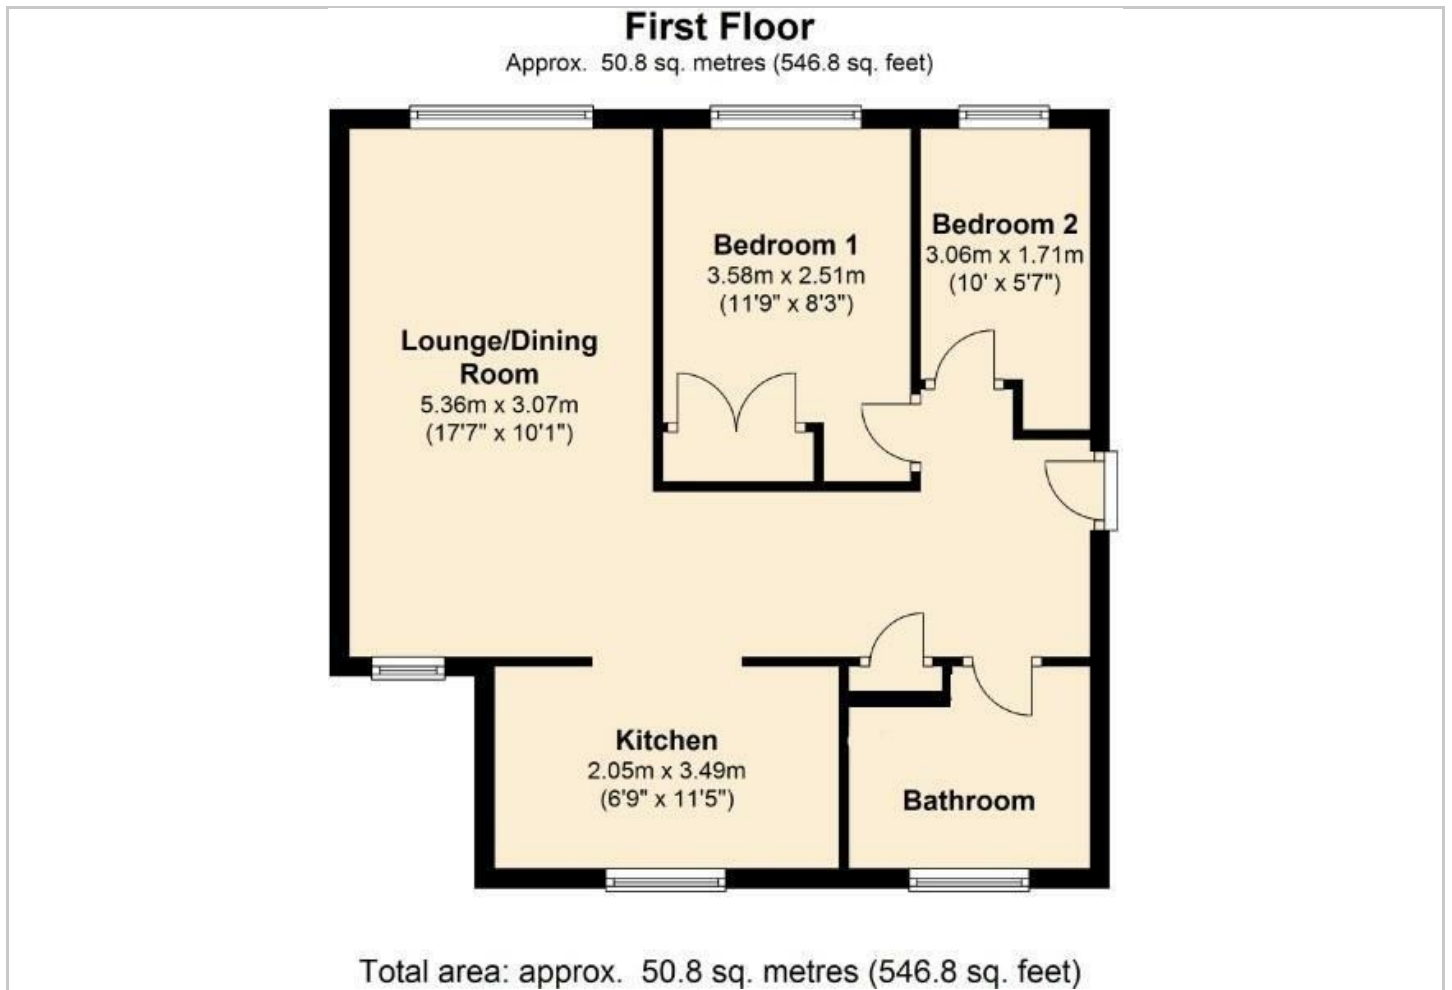 First Floor
Approx. 50.8 sq. metres (546.8 sq. feet)
Bedroom 2
3.06m x 1.71m
(10' x 5'7")
Bedroom 1
3.58m x 2.51m
(11'9" x 8'3")
Lounge/Dining
Room
5.36m x 3.07m
(17'7" x 10'1")
Kitchen
2.05m x 3.49m
(6'9" x 11'5")
Bathroom
Total area: approx. 50.8 sq. metres (546.8 sq. feet)